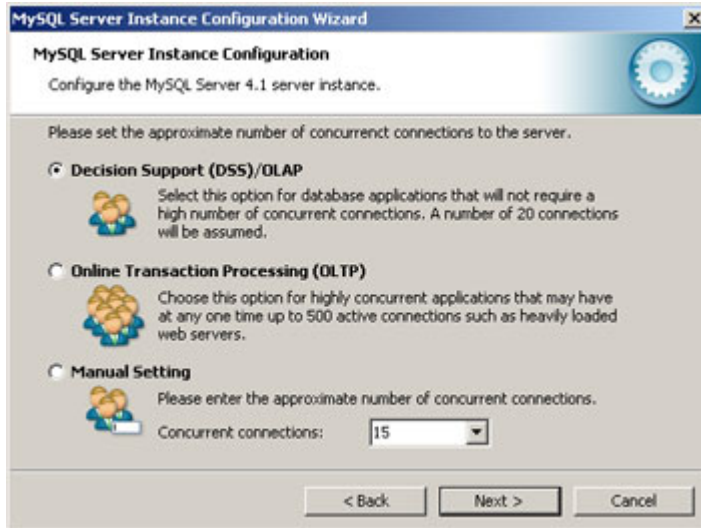 MySQL Server Instance Configuration Wizard
MySQL Server Instance Configuration
Configure the MySQL Server 4.1 server instance.
Please set the approximate number of concurrenct connections to the server.
Decision Support (DSS)/OLAP
Select this option for database applications that will not require a
high number of concurrent connections. A number of 20 connections
will be assumed.
Online Transaction Processing (OLTP)
Choose this option for highly concurrent applications that may have
at any one time up to 500 active connections such as heavily loaded
web servers.
Manual Setting
Please enter the approximate number of concurrent connections.
Concurrent connections: 15
< Back Next > Cancel